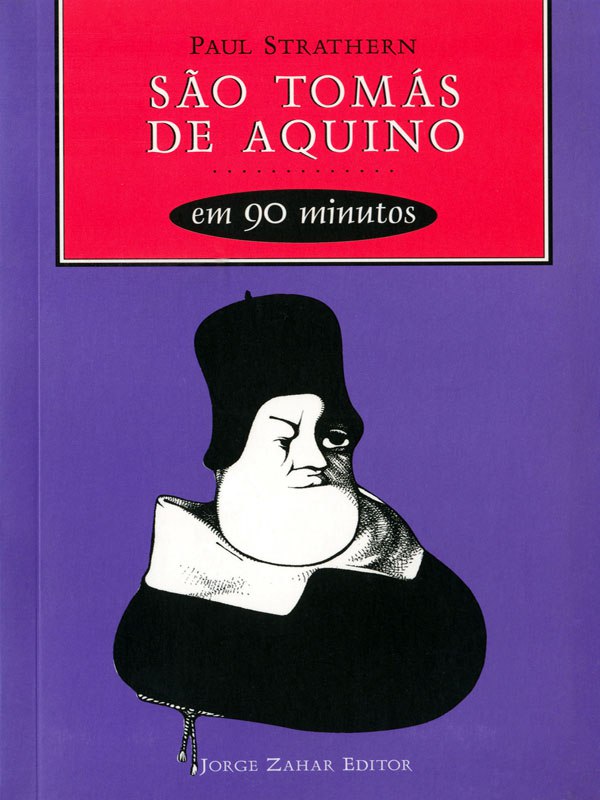 PAUL STRATHERN
SÃO TOMÁS
DE AQUINO
em 90 minutos
JORGE ZAHAR EDITOR